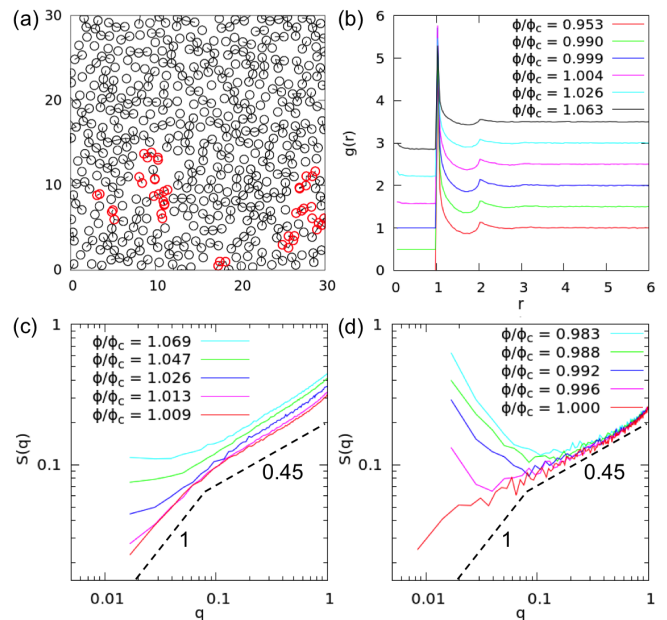 (a)
30
20
10
0
0
10
20
30
(b)
g(r)
6
5
4
3
2
1
0
0
1
2
3
4
5
6
r
ϕ/ϕc = 0.953
ϕ/ϕc = 0.990
ϕ/ϕc = 0.999
ϕ/ϕc = 1.004
ϕ/ϕc = 1.026
ϕ/ϕc = 1.063
(c)
S(q)
1
0.1
0.01
0.1
1
q
ϕ/ϕc = 1.069
ϕ/ϕc = 1.047
ϕ/ϕc = 1.026
ϕ/ϕc = 1.013
ϕ/ϕc = 1.009
0.45
1
(d)
S(q)
1
0.1
0.01
0.1
1
q
ϕ/ϕc = 0.983
ϕ/ϕc = 0.988
ϕ/ϕc = 0.992
ϕ/ϕc = 0.996
ϕ/ϕc = 1.000
0.45
1